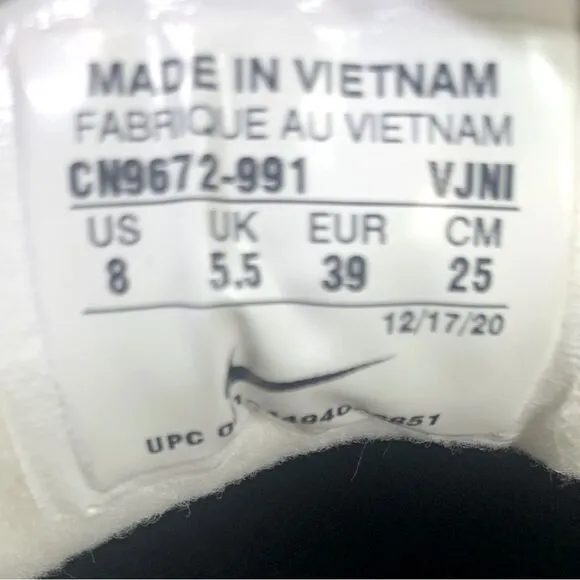 MADE IN VIETNAM
FABRIQUE AU VIETNAM
CN9672-991 VJNI
US UK EUR CM
8 5.5 39 25
12/17/20
UPC